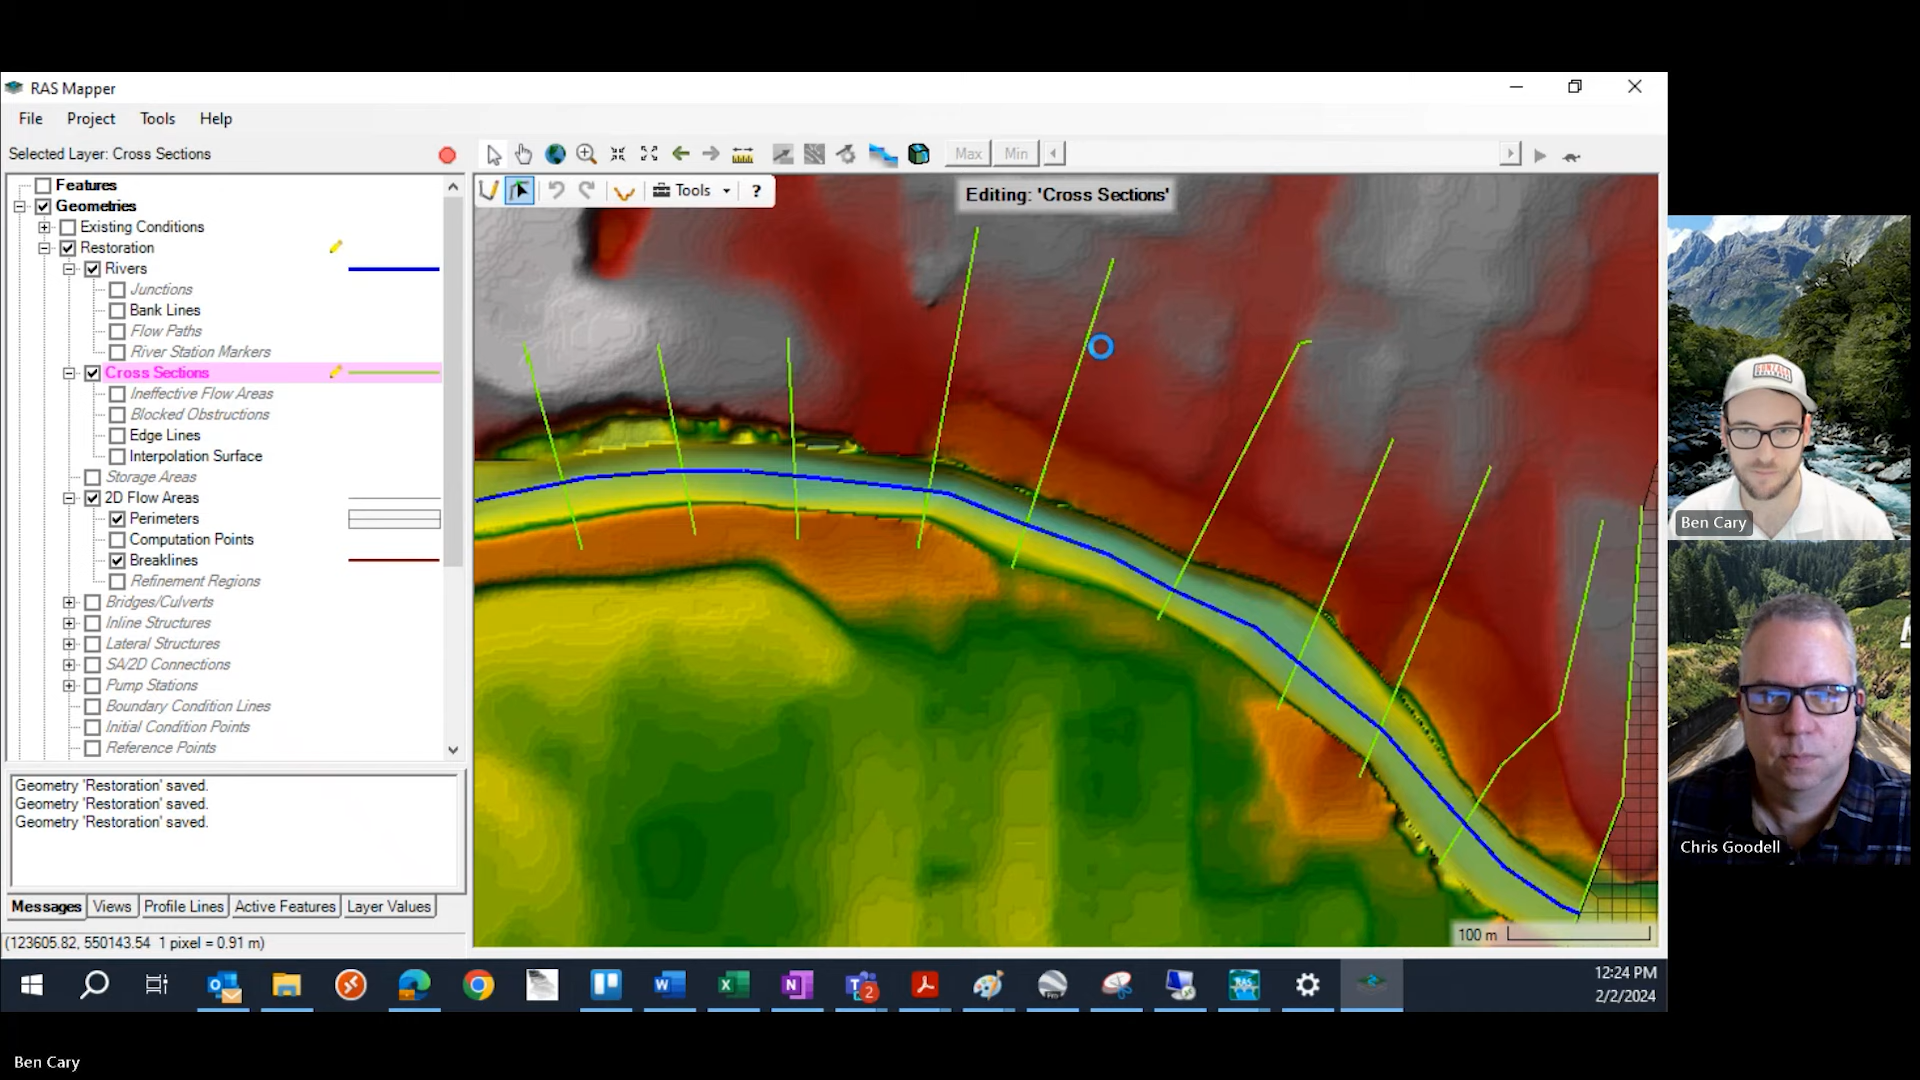 RAS Mapper
File Project Tools Help
Selected Layer: Cross Sections
Max Min
Features
Geometries
Existing Conditions
Restoration
Rivers
Junctions
Bank Lines
Flow Paths
River Station Markers
Cross Sections
Ineffective Flow Areas
Blocked Obstructions
Edge Lines
Interpolation Surface
Storage Areas
2D Flow Areas
Perimeters
Computation Points
Breaklines
Refinement Regions
Bridges/Culverts
Inline Structures
Lateral Structures
SA/2D Connections
Pump Stations
Boundary Condition Lines
Initial Condition Points
Reference Points
Tools ?
Editing: 'Cross Sections'
100 m
Geometry 'Restoration' saved.
Geometry 'Restoration' saved.
Geometry 'Restoration' saved.
Messages Views Profile Lines Active Features Layer Values
(123605.82, 550143.54 1 pixel = 0.91 m)
Ben Cary
Chris Goodell
12:24 PM
2/2/2024
Ben Cary